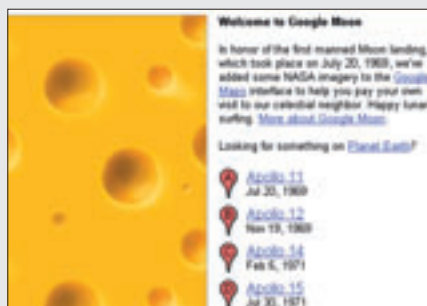 Welcome to Google Moon
In honor of the first manned Moon landing,
which took place on July 20, 1969, we've
added some NASA imagery to the Google
Maps interface to help you pay your own
visit to our celestial neighbor. Happy lunar
surfing. More about Google Moon.
Looking for something on Planet Earth?
A Apollo 11
Jul 20, 1969
B Apollo 12
Nov 19, 1969
C Apollo 14
Feb 5, 1971
D Apollo 15
Jul 30, 1971